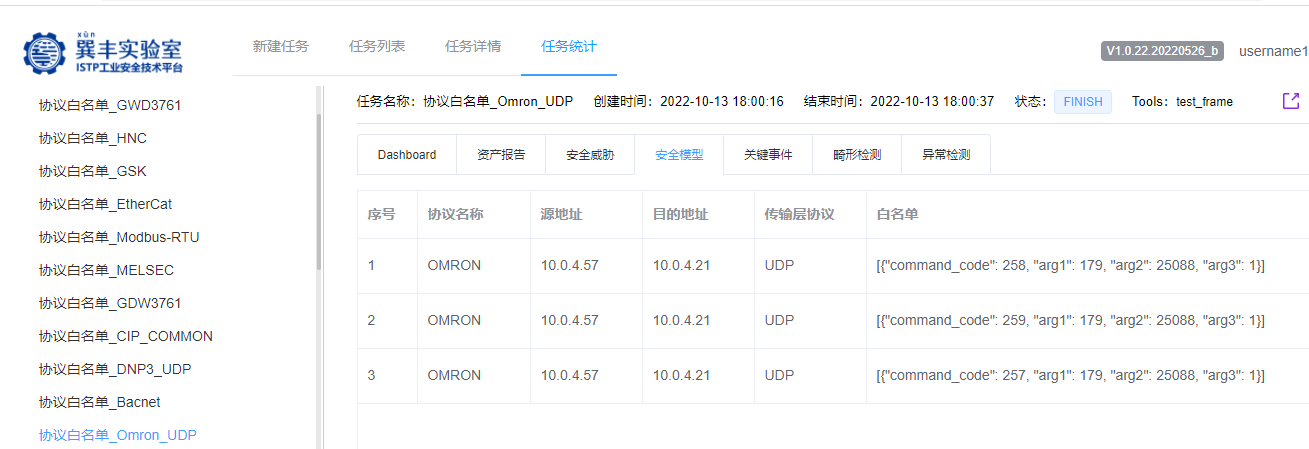 xùn
巽丰实验室
ISTP工业安全技术平台
新建任务 任务列表 任务详情 任务统计
V1.0.22.20220526_b username1
协议白名单_GWD3761
协议白名单_HNC
协议白名单_GSK
协议白名单_EtherCat
协议白名单_Modbus-RTU
协议白名单_MELSEC
协议白名单_GDW3761
协议白名单_CIP_COMMON
协议白名单_DNP3_UDP
协议白名单_Bacnet
协议白名单_Omron_UDP
任务名称：协议白名单_Omron_UDP 创建时间：2022-10-13 18:00:16 结束时间：2022-10-13 18:00:37 状态： FINISH Tools：test_frame
Dashboard 资产报告 安全威胁 安全模型 关键事件 畸形检测 异常检测
序号 协议名称 源地址 目的地址 传输层协议 白名单
1 OMRON 10.0.4.57 10.0.4.21 UDP [{"command_code": 258, "arg1": 179, "arg2": 25088, "arg3": 1}]
2 OMRON 10.0.4.57 10.0.4.21 UDP [{"command_code": 259, "arg1": 179, "arg2": 25088, "arg3": 1}]
3 OMRON 10.0.4.57 10.0.4.21 UDP [{"command_code": 257, "arg1": 179, "arg2": 25088, "arg3": 1}]